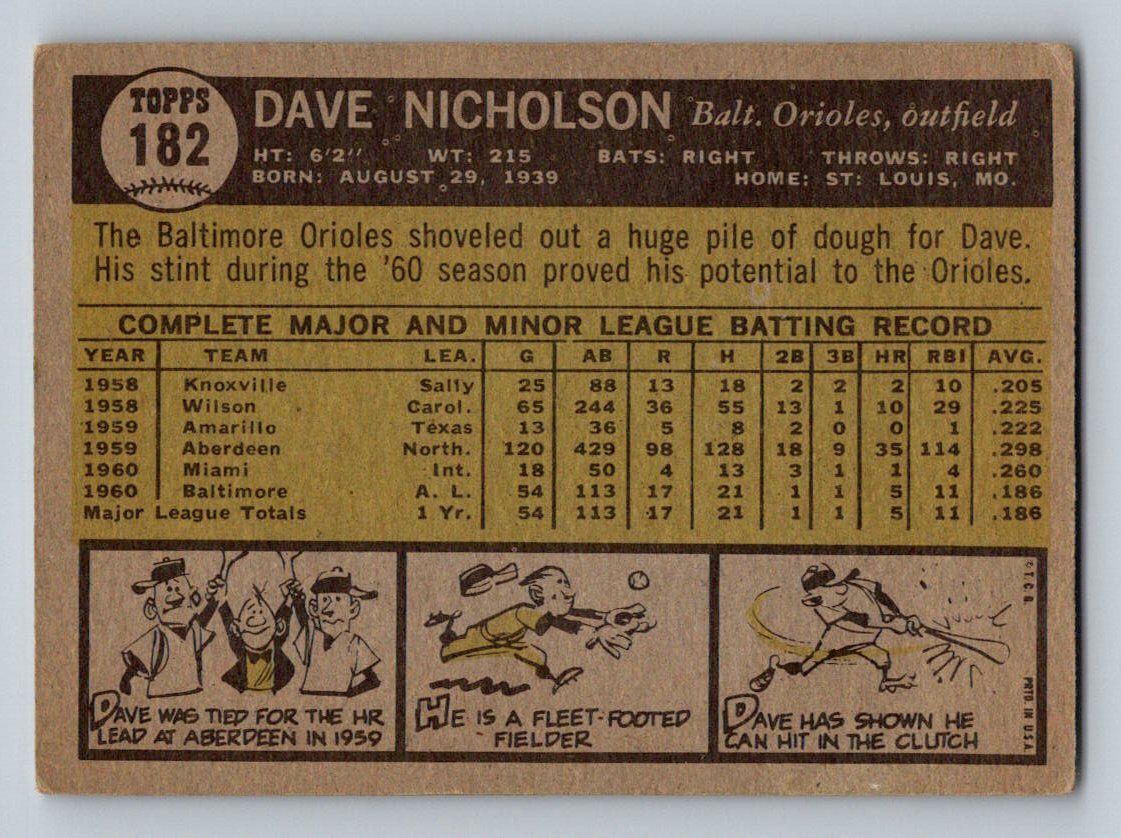 TOPPS
182
DAVE NICHOLSON Balt. Orioles, outfield
HT: 6'2" WT: 215 BATS: RIGHT THROWS: RIGHT
BORN: AUGUST 29, 1939 HOME: ST. LOUIS, MO.
The Baltimore Orioles shoveled out a huge pile of dough for Dave.
His stint during the '60 season proved his potential to the Orioles.
COMPLETE MAJOR AND MINOR LEAGUE BATTING RECORD
YEAR TEAM LEA. G AB R H 2B 3B HR RBI AVG.
1958 Knoxville Sally 25 88 13 18 2 2 2 10 .205
1958 Wilson Carol. 65 244 36 55 13 1 10 29 .225
1959 Amarillo Texas 13 36 5 8 2 0 0 1 .222
1959 Aberdeen North. 120 429 98 128 18 9 35 114 .298
1960 Miami Int. 18 50 4 13 3 1 1 4 .260
1960 Baltimore A. L. 54 113 17 21 1 1 5 11 .186
Major League Totals 1 Yr. 54 113 17 21 1 1 5 11 .186
DAVE WAS TIED FOR THE HR
LEAD AT ABERDEEN IN 1959
HE IS A FLEET-FOOTED
FIELDER
DAVE HAS SHOWN HE
CAN HIT IN THE CLUTCH
© T.C.G.
PRTD. IN U.S.A.